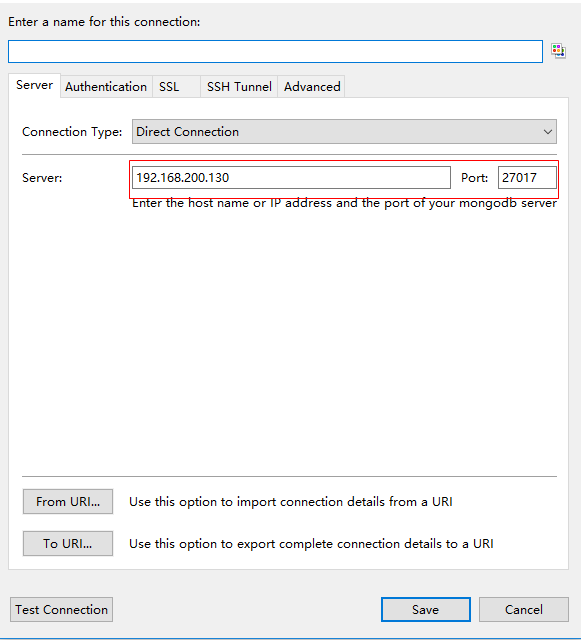 Enter a name for this connection:
Server Authentication SSL SSH Tunnel Advanced
Connection Type: Direct Connection
Server: 192.168.200.130 Port: 27017
Enter the host name or IP address and the port of your mongodb server
From URI... Use this option to import connection details from a URI
To URI... Use this option to export complete connection details to a URI
Test Connection Save Cancel